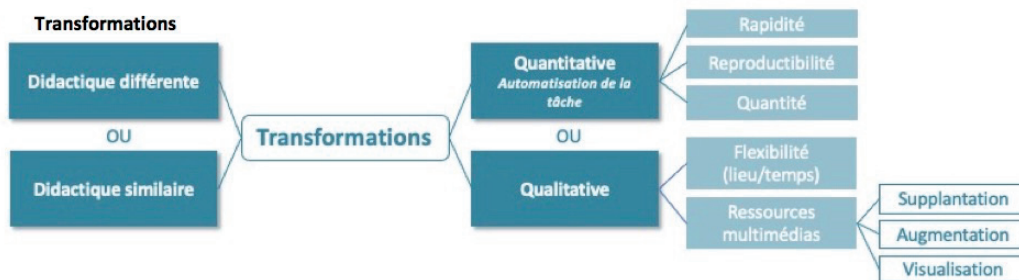 Transformations
Didactique différente
OU
Didactique similaire
Transformations
Quantitative
Automatisation de la
tâche
OU
Qualitative
Rapidité
Reproductibilité
Quantité
Flexibilité
(lieu/temps)
Ressources
multimédias
Supplantation
Augmentation
Visualisation